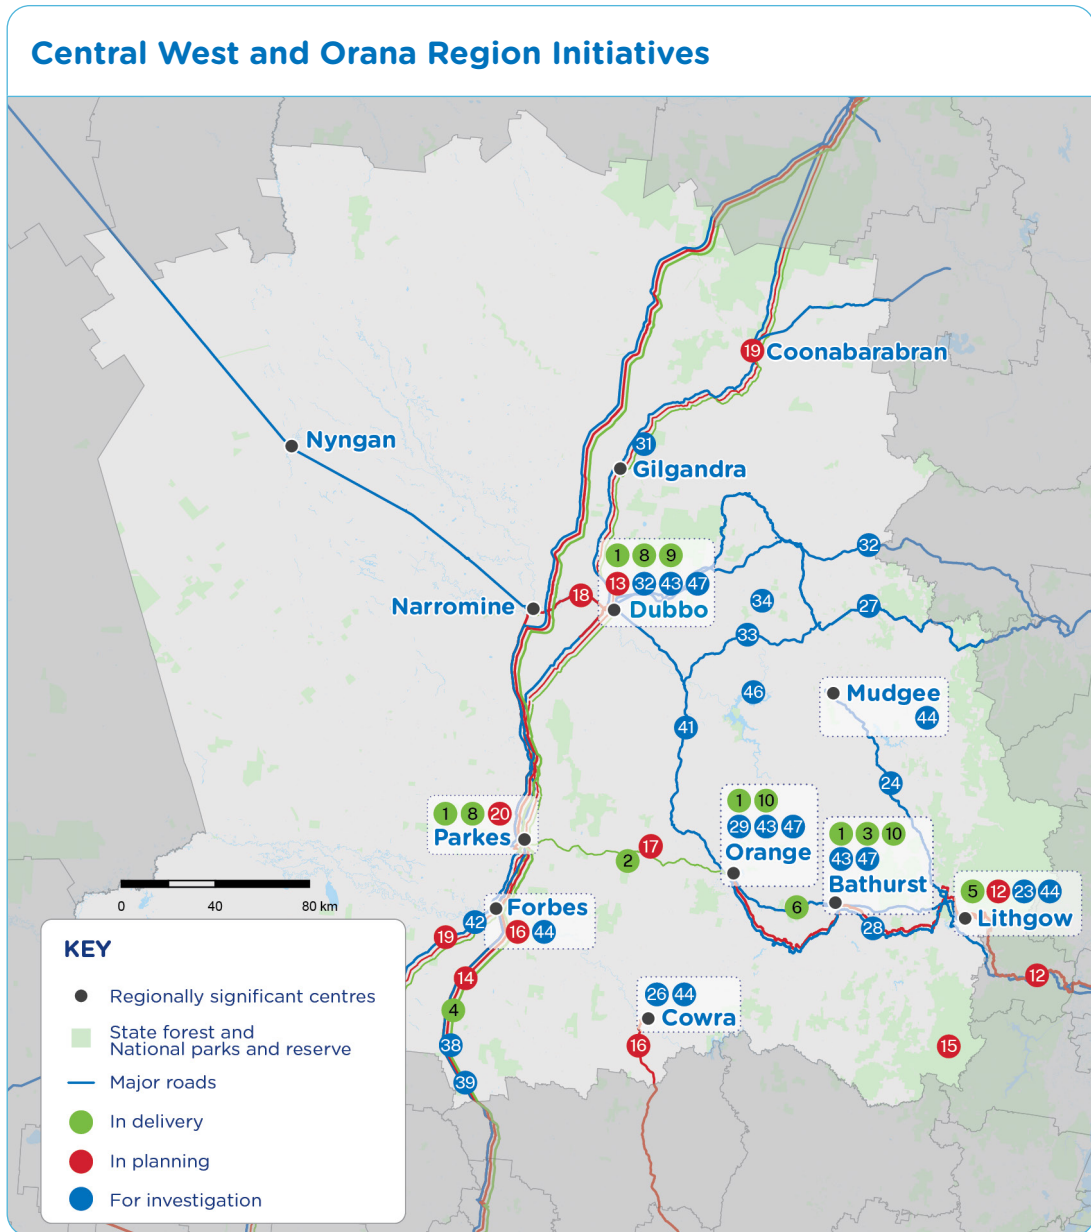 Central West and Orana Region Initiatives
19
Coonabarabran
Nyngan
31
Gilgandra
32
1 8 9
13 32 43 47
Dubbo
18
Narromine
34
27
33
46
Mudgee
44
41
24
1 8 20
Parkes
17
2
1 10
29 43 47
Orange
1 3 10
43 47
Bathurst
6
28
5 12 23 44
Lithgow
12
Forbes
16 44
42
19
14
4
38
39
26 44
Cowra
16
15
0 40 80 km
KEY
Regionally significant centres
State forest and
National parks and reserve
Major roads
In delivery
In planning
For investigation